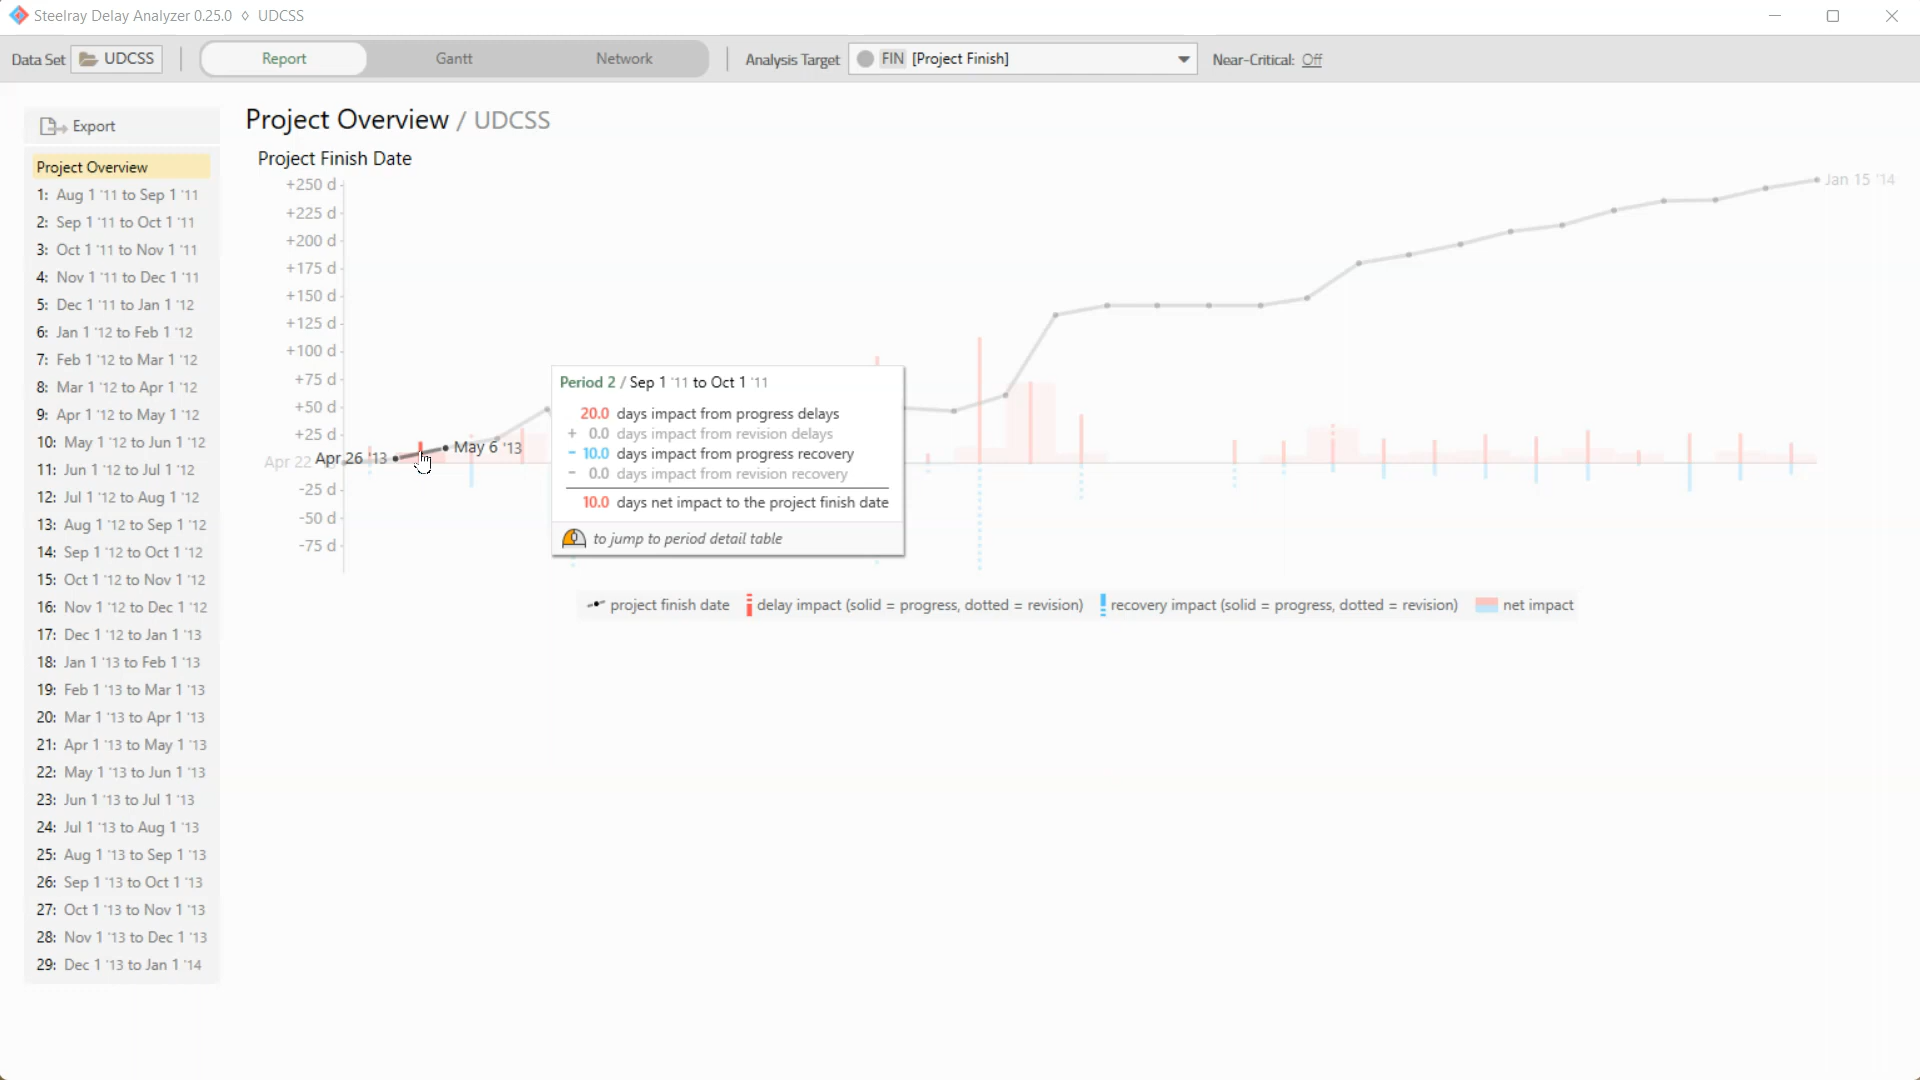 Steelray Delay Analyzer 0.25.0 ◊ UDCSS
Data Set UDCSS Report Gantt Network Analysis Target FIN [Project Finish] Near-Critical: Off
Export
Project Overview
1: Aug 1 '11 to Sep 1 '11
2: Sep 1 '11 to Oct 1 '11
3: Oct 1 '11 to Nov 1 '11
4: Nov 1 '11 to Dec 1 '11
5: Dec 1 '11 to Jan 1 '12
6: Jan 1 '12 to Feb 1 '12
7: Feb 1 '12 to Mar 1 '12
8: Mar 1 '12 to Apr 1 '12
9: Apr 1 '12 to May 1 '12
10: May 1 '12 to Jun 1 '12
11: Jun 1 '12 to Jul 1 '12
12: Jul 1 '12 to Aug 1 '12
13: Aug 1 '12 to Sep 1 '12
14: Sep 1 '12 to Oct 1 '12
15: Oct 1 '12 to Nov 1 '12
16: Nov 1 '12 to Dec 1 '12
17: Dec 1 '12 to Jan 1 '13
18: Jan 1 '13 to Feb 1 '13
19: Feb 1 '13 to Mar 1 '13
20: Mar 1 '13 to Apr 1 '13
21: Apr 1 '13 to May 1 '13
22: May 1 '13 to Jun 1 '13
23: Jun 1 '13 to Jul 1 '13
24: Jul 1 '13 to Aug 1 '13
25: Aug 1 '13 to Sep 1 '13
26: Sep 1 '13 to Oct 1 '13
27: Oct 1 '13 to Nov 1 '13
28: Nov 1 '13 to Dec 1 '13
29: Dec 1 '13 to Jan 1 '14
Project Overview / UDCSS
Project Finish Date
+250 d
+225 d
+200 d
+175 d
+150 d
+125 d
+100 d
+75 d
+50 d
+25 d
Apr 22
-25 d
-50 d
-75 d
Apr 26 '13
May 6 '13
Jan 15 '14
Period 2 / Sep 1 '11 to Oct 1 '11
20.0 days impact from progress delays
+ 0.0 days impact from revision delays
- 10.0 days impact from progress recovery
- 0.0 days impact from revision recovery
10.0 days net impact to the project finish date
to jump to period detail table
project finish date
delay impact (solid = progress, dotted = revision)
recovery impact (solid = progress, dotted = revision)
net impact